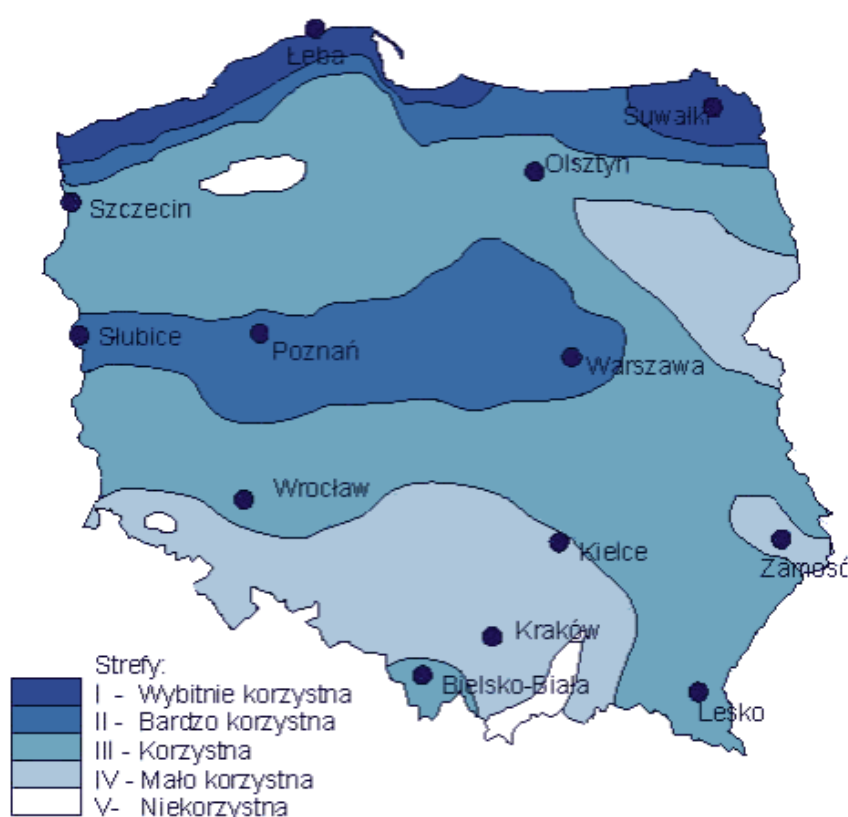 Łeba
Suwałki
Olsztyn
Szczecin
Słubice
Poznań
Warszawa
Wrocław
Kielce
Zamość
Kraków
Bielsko-Biała
Lesko
Strefy:
I - Wybitnie korzystna
II - Bardzo korzystna
III - Korzystna
IV - Mało korzystna
V- Niekorzystna